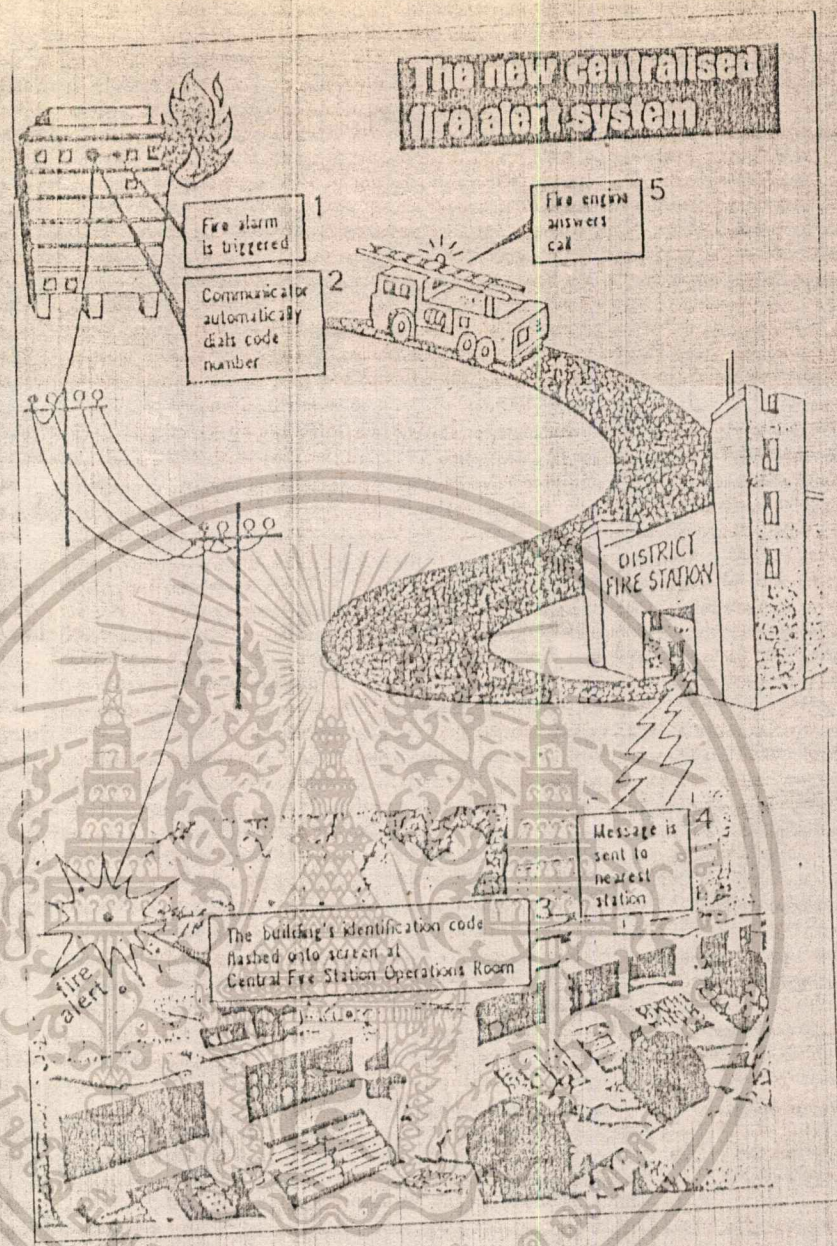 The new centralised
fire alert system
1
Fire alarm
is triggered
2
Communicator
automatically
dials code
number
5
Fire engine
answers
call
DISTRICT
FIRE STATION
4
Message is
sent to
nearest
station
3
The building's identification code
flashed onto screen at
Central Fire Station Operations Room
fire
alert